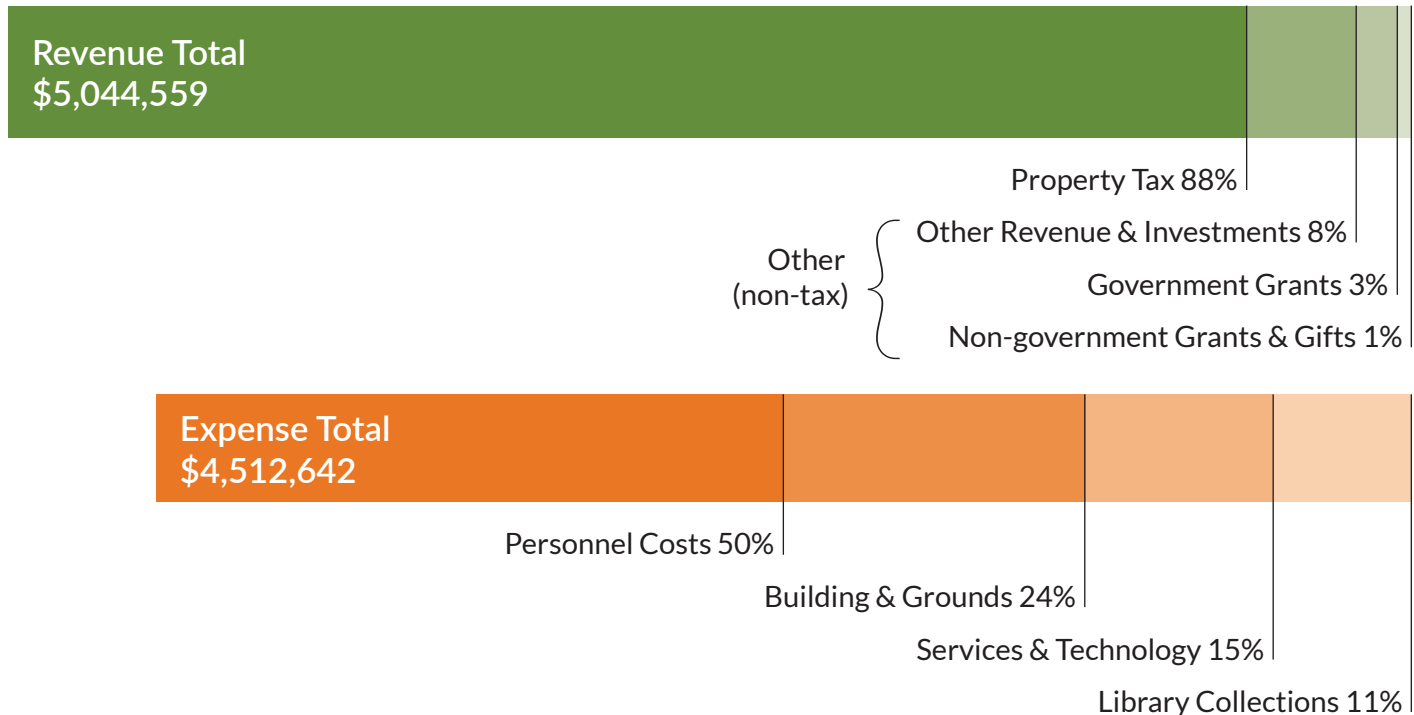 Revenue Total
$5,044,559
Property Tax 88%
Other Revenue & Investments 8%
Other
(non-tax)
Government Grants 3%
Non-government Grants & Gifts 1%
Expense Total
$4,512,642
Personnel Costs 50%
Building & Grounds 24%
Services & Technology 15%
Library Collections 11%